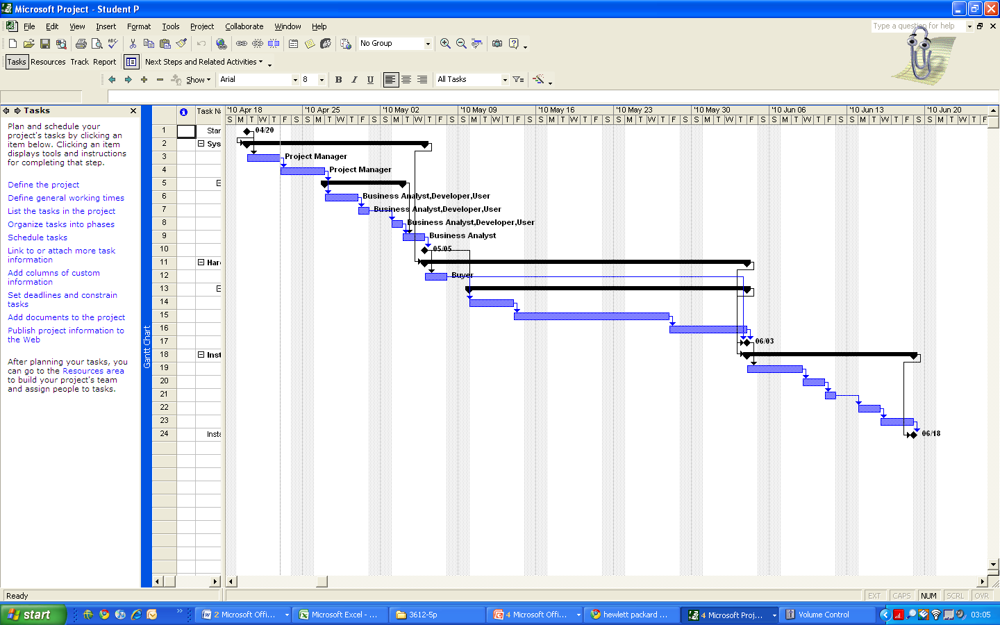 Microsoft Project - Student P
File Edit View Insert Format Tools Project Collaborate Window Help
Type a question for help
No Group
Tasks Resources Track Report Next Steps and Related Activities
Show Arial 8 B I U All Tasks
Tasks
Plan and schedule your
project's tasks by clicking an
item below. Clicking an item
displays tools and instructions
for completing that step.
Define the project
Define general working times
List the tasks in the project
Organize tasks into phases
Schedule tasks
Link to or attach more task
information
Add columns of custom
information
Set deadlines and constrain
tasks
Add documents to the project
Publish project information to
the Web
After planning your tasks, you
can go to the Resources area
to build your project's team
and assign people to tasks.
Gantt Chart
Task Na
'10 Apr 18 '10 Apr 25 '10 May 02 '10 May 09 '10 May 16 '10 May 23 '10 May 30 '10 Jun 06 '10 Jun 13 '10 Jun 20
S M T W T F S S M T W T F S S M T W T F S S M T W T F S S M T W T F S S M T W T F S S M T W T F S S M T W T F S S M T W T F S S M T W T F
1 Star 04/20
2 Sys
3 Project Manager
4 Project Manager
5
6 Business Analyst,Developer,User
7 Business Analyst,Developer,User
8 Business Analyst,Developer,User
9 Business Analyst
10 05/05
11 Har
12 Buyer
13
14
15
16
17 06/03
18 Inst
19
20
21
22
23
24 Insta 06/18
Ready
EXT CAPS NUM SCRL OVR
start
2 Microsoft Offi...
Microsoft Excel - ...
3612-5p
4 Microsoft Offi...
hewlett packard ...
4 Microsoft Proj...
Volume Control
03:05